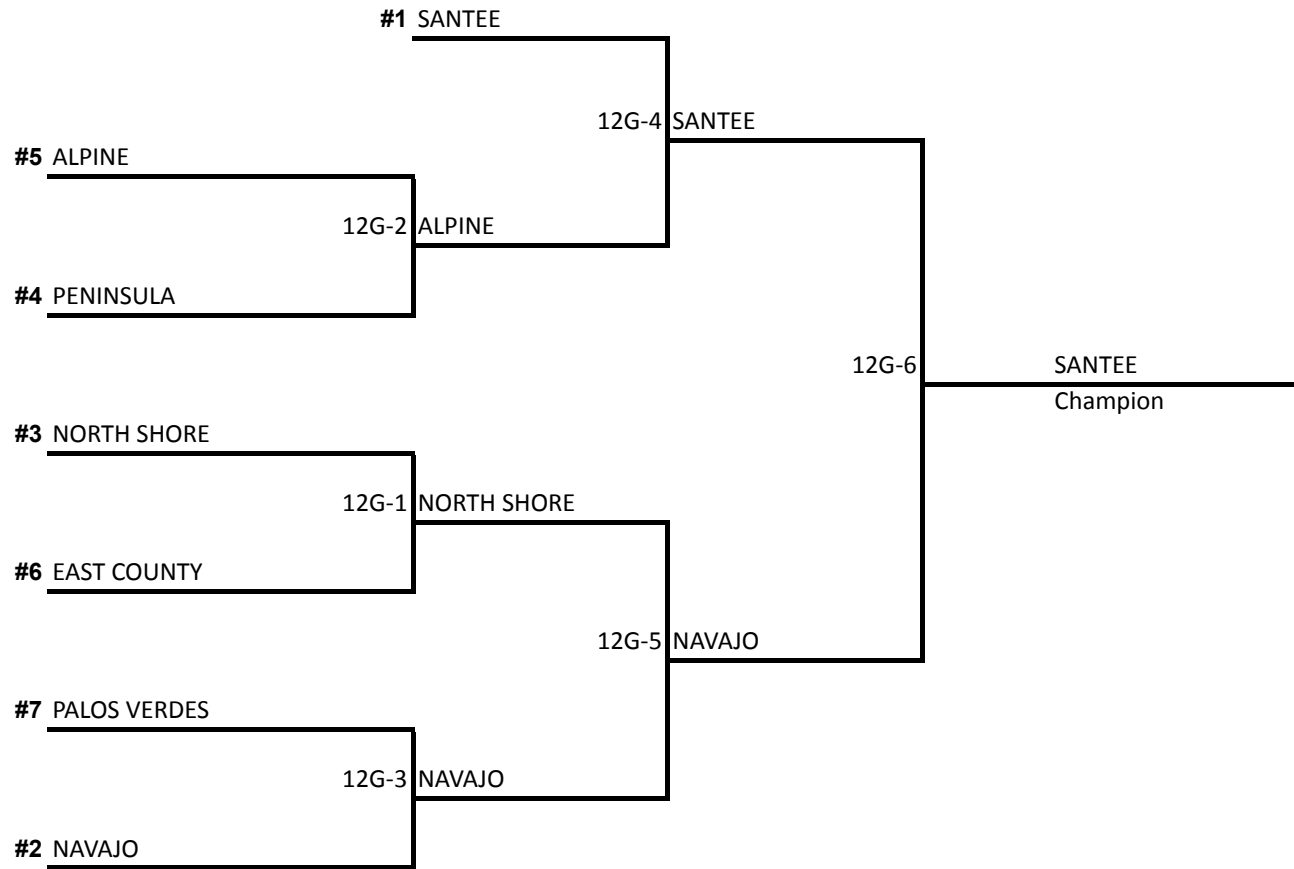 #1 SANTEE
12G-4 SANTEE
#5 ALPINE
12G-2 ALPINE
#4 PENINSULA
12G-6 SANTEE
Champion
#3 NORTH SHORE
12G-1 NORTH SHORE
#6 EAST COUNTY
12G-5 NAVAJO
#7 PALOS VERDES
12G-3 NAVAJO
#2 NAVAJO